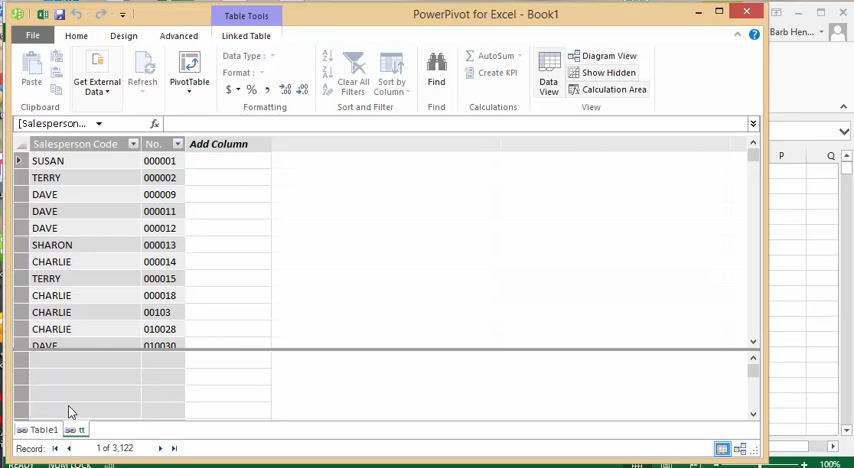 Table Tools
PowerPivot for Excel - Book1
Barb Hen...
File Home Design Advanced Linked Table
Paste
Clipboard
Get External Data
Refresh
PivotTable
Data Type :
Format :
$ % ,
Formatting
Clear All Filters
Sort by Column
Sort and Filter
Find
Find
AutoSum
Create KPI
Calculations
Data View
Diagram View
Show Hidden
Calculation Area
View
[Salesperson... fx
P Q
Salesperson Code No. Add Column
SUSAN 000001
TERRY 000002
DAVE 000009
DAVE 000011
DAVE 000012
SHARON 000013
CHARLIE 000014
TERRY 000015
CHARLIE 000018
CHARLIE 00103
CHARLIE 010028
DAVE 010030
Table1 tt
Record: 1 of 3,122
READY NUM LOCK 100%